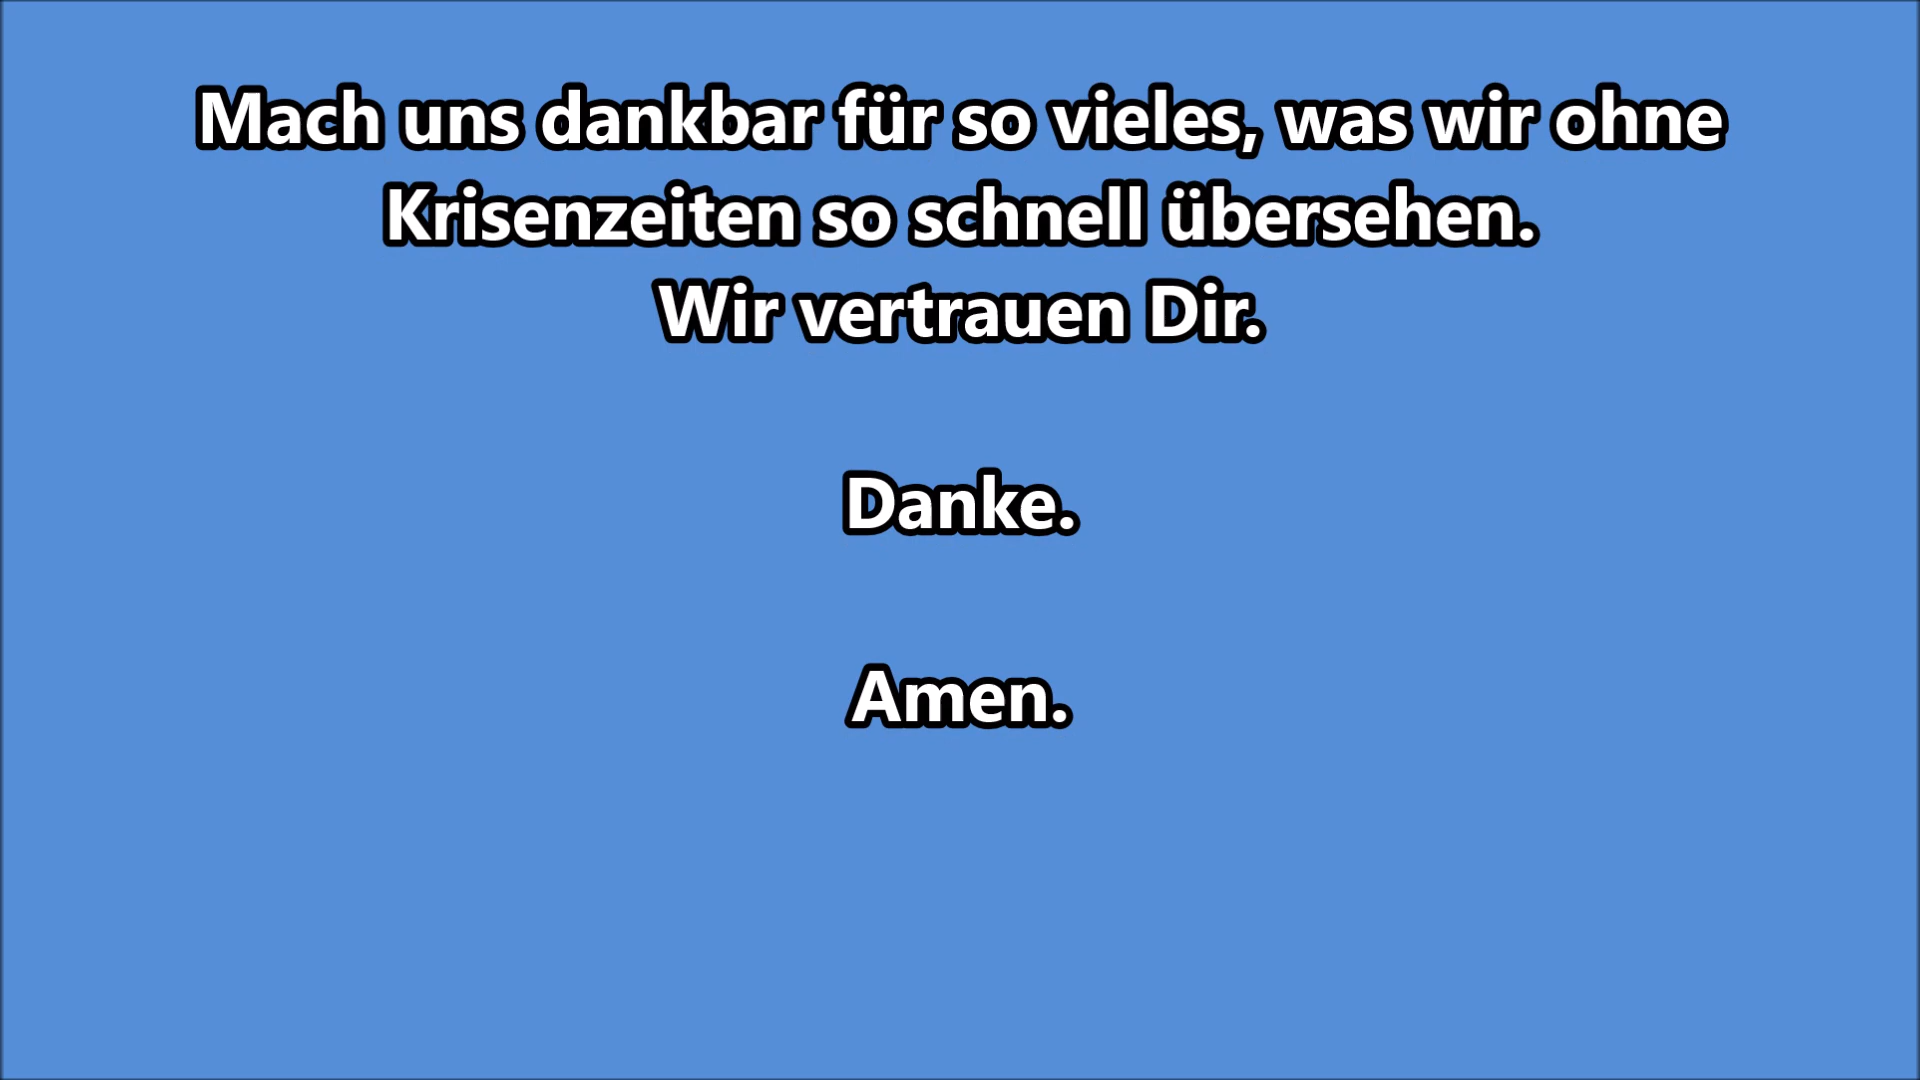 Mach uns dankbar für so vieles, was wir ohne
Krisenzeiten so schnell übersehen.
Wir vertrauen Dir.
Danke.
Amen.